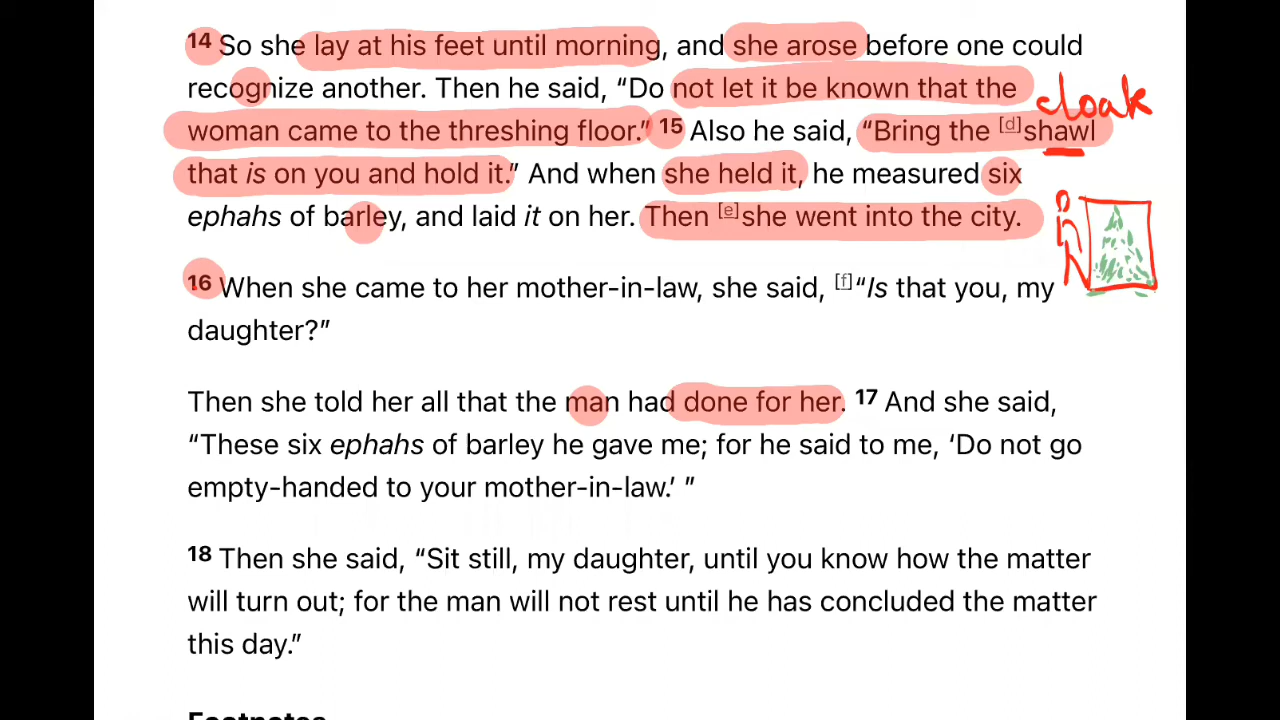 14 So she lay at his feet until morning, and she arose before one could
recognize another. Then he said, “Do not let it be known that the
cloak
woman came to the threshing floor.” 15 Also he said, “Bring the [d]shawl
that is on you and hold it.” And when she held it, he measured six
ephahs of barley, and laid it on her. Then [e]she went into the city.
16 When she came to her mother-in-law, she said, [f]“Is that you, my
daughter?”
Then she told her all that the man had done for her. 17 And she said,
“These six ephahs of barley he gave me; for he said to me, ‘Do not go
empty-handed to your mother-in-law.’ ”
18 Then she said, “Sit still, my daughter, until you know how the matter
will turn out; for the man will not rest until he has concluded the matter
this day.”
Footnotes